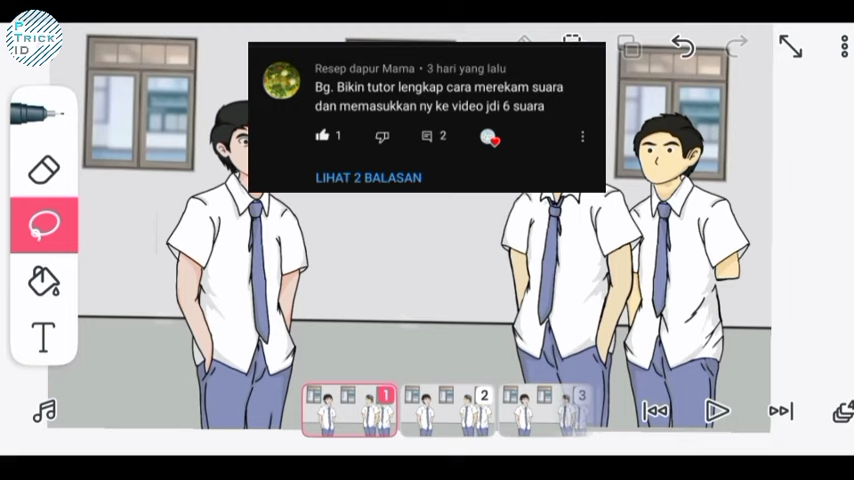 P
TRICK
ID
Resep dapur Mama • 3 hari yang lalu
Bg. Bikin tutor lengkap cara merekam suara
dan memasukkan ny ke video jdi 6 suara
1
2
LIHAT 2 BALASAN
T
1
2
3